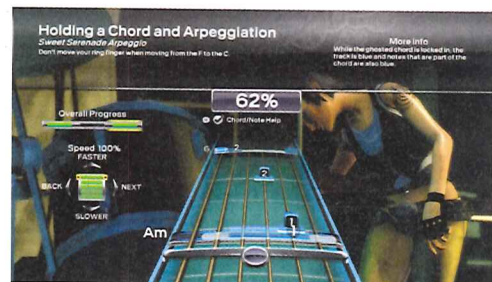 Holding a Chord and Arpeggiation
Sweet Serenade Arpeggio
Don't move your ring finger when moving from the F to the C.
More Info
While the ghosted chord is locked in, the
track is blue and notes that are part of the
chord are also blue.
62%
Chord/Note Help
Overall Progress
Speed 100%
FASTER
BACK
NEXT
SLOWER
2
2
1
Am